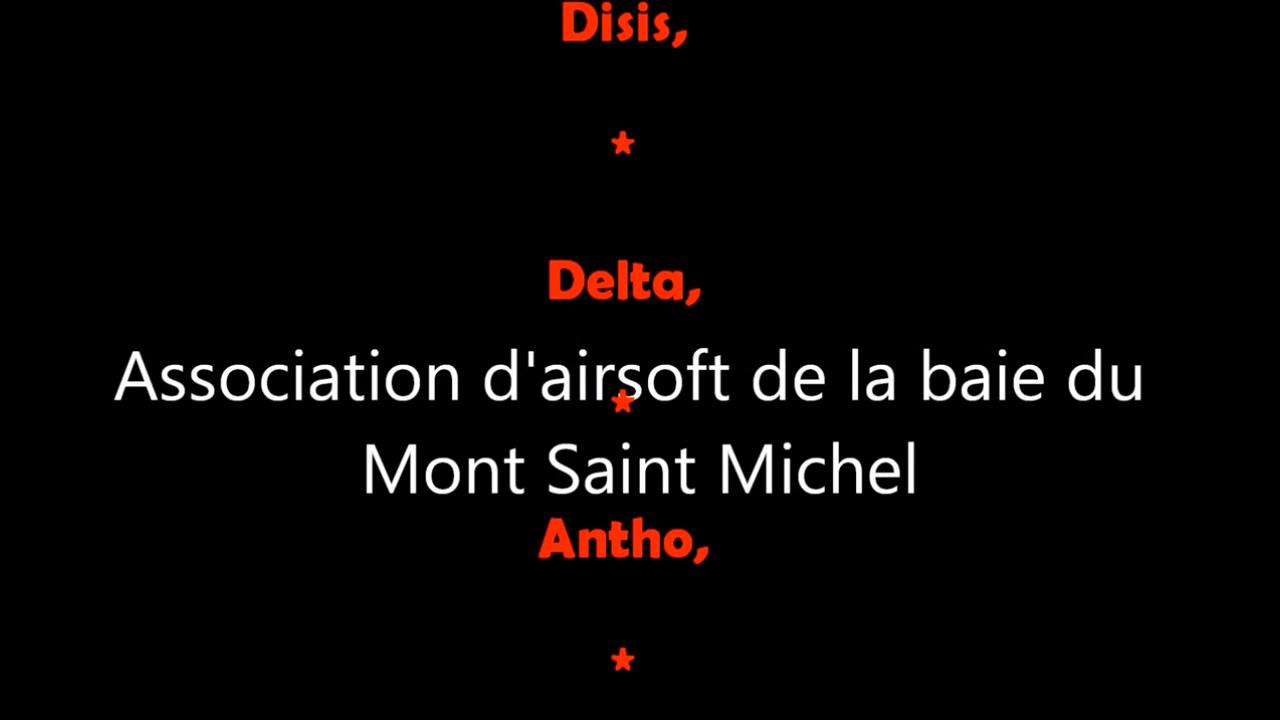 Disis,
*
Delta,
Association d'airsoft de la baie du
*
Mont Saint Michel
Antho,
*